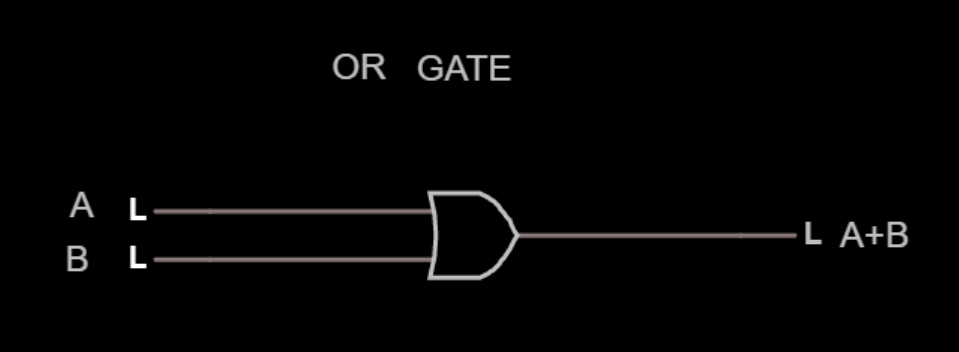 OR GATE
A L
L A+B
B L